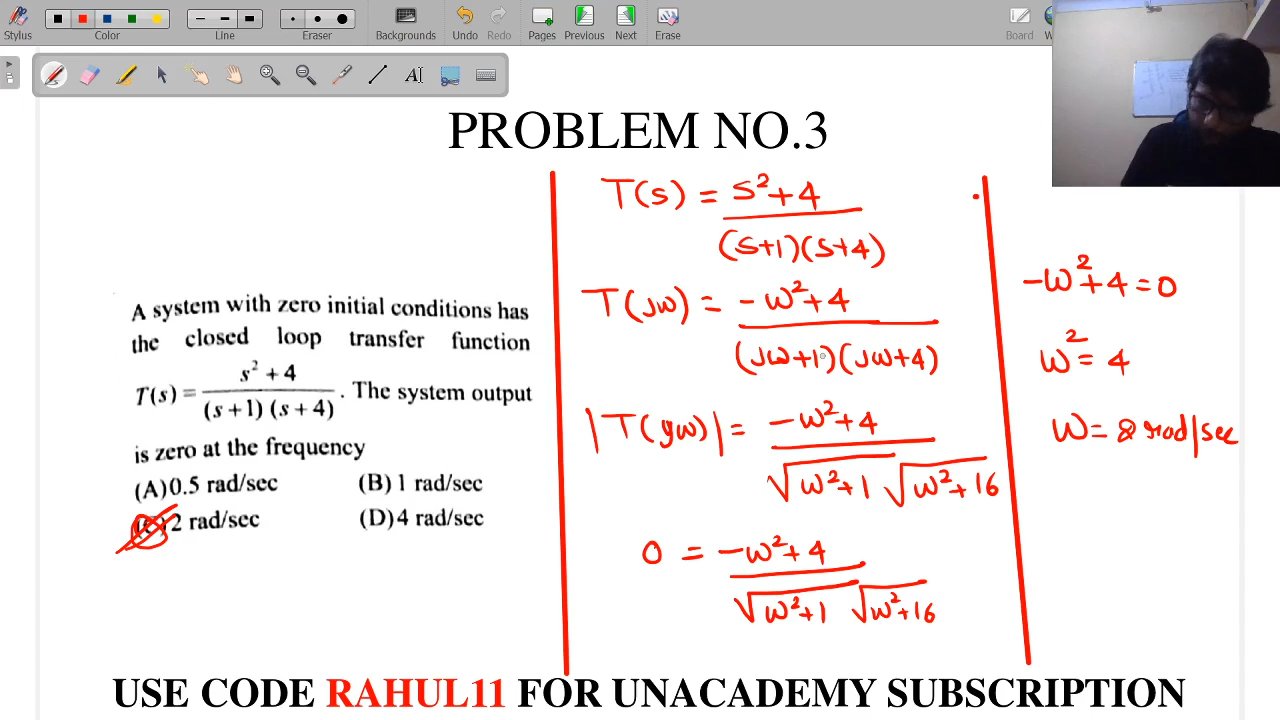 Stylus
Color
Line
Eraser
Backgrounds
Undo
Redo
Pages
Previous
Next
Erase
Board
PROBLEM NO.3
A system with zero initial conditions has
the closed loop transfer function
T(s) = (s² + 4) / ((s + 1) (s + 4)). The system output
is zero at the frequency
(A) 0.5 rad/sec (B) 1 rad/sec
(C) 2 rad/sec (D) 4 rad/sec
T(s) = (s²+4) / ((s+1)(s+4))
T(jω) = (-ω²+4) / ((jω+1)(jω+4))
|T(jω)| = (-ω²+4) / (√(ω²+1) √(ω²+16))
0 = (-ω²+4) / (√(ω²+1) √(ω²+16))
-ω²+4=0
ω² = 4
ω = 2 rad/sec
USE CODE RAHUL11 FOR UNACADEMY SUBSCRIPTION